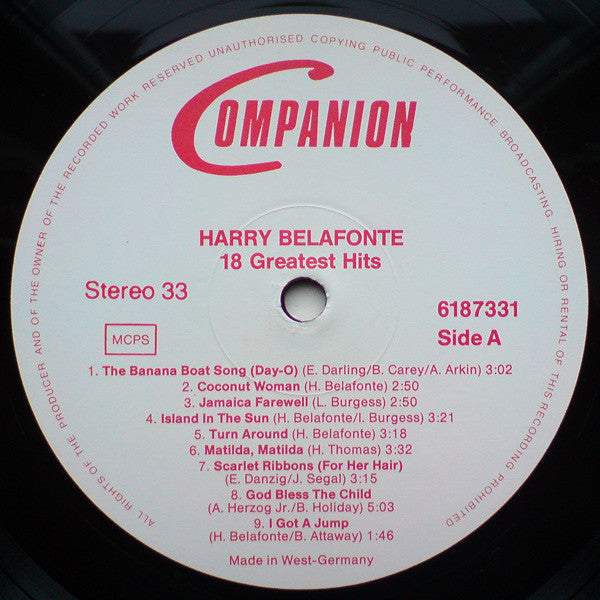 ALL RIGHTS OF THE PRODUCER AND OF THE OWNER OF THE RECORDED WORK RESERVED UNAUTHORISED COPYING PUBLIC PERFORMANCE BROADCASTING HIRING OR RENTAL OF THIS RECORDING PROHIBITED
COMPANION
HARRY BELAFONTE
18 Greatest Hits
Stereo 33
6187331
MCPS
Side A
1. The Banana Boat Song (Day-O) (E. Darling/B. Carey/A. Arkin) 3:02
2. Coconut Woman (H. Belafonte) 2:50
3. Jamaica Farewell (L. Burgess) 2:50
4. Island In The Sun (H. Belafonte/I. Burgess) 3:21
5. Turn Around (H. Belafonte) 3:18
6. Matilda, Matilda (H. Thomas) 3:32
7. Scarlet Ribbons (For Her Hair)
(E. Danzig/J. Segal) 3:15
8. God Bless The Child
(A. Herzog Jr./B. Holiday) 5:03
9. I Got A Jump
(H. Belafonte/B. Attaway) 1:46
Made in West-Germany